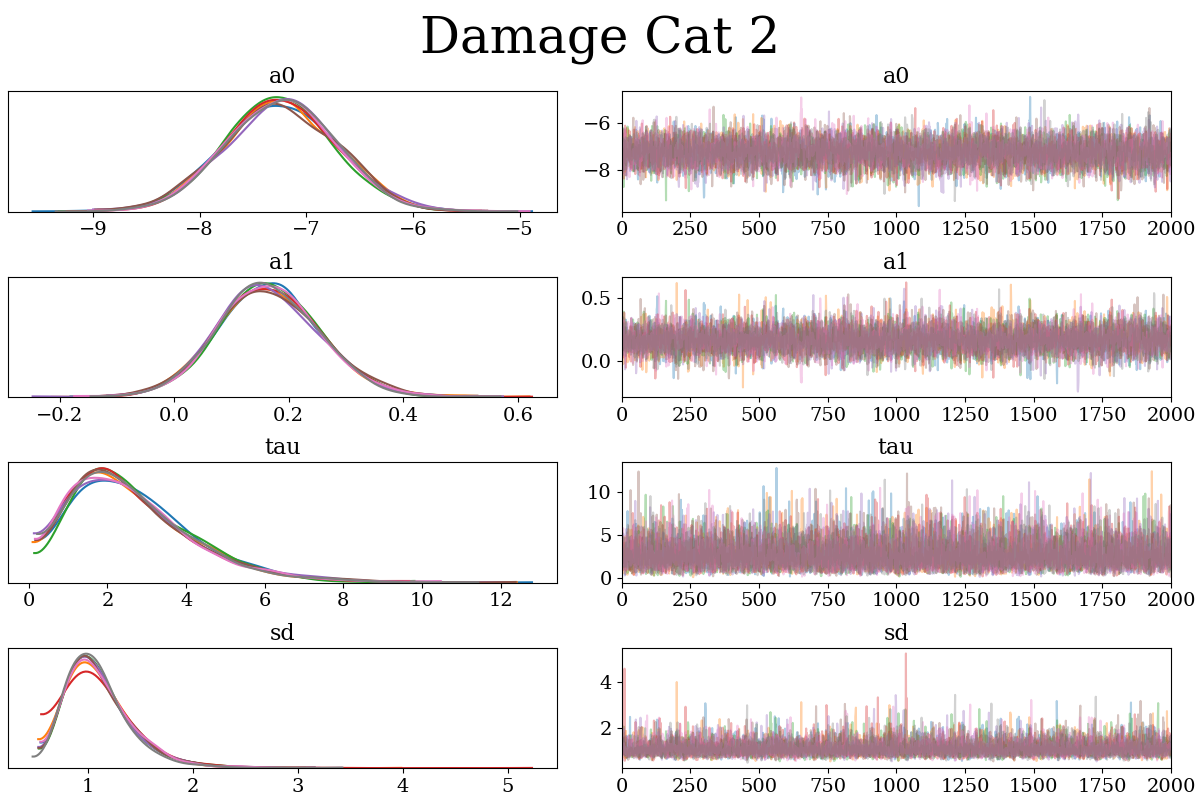 Damage Cat 2
a0 a0
−6
−8
−9 −8 −7 −6 −5 0 250 500 750 1000 1250 1500 1750 2000
a1 a1
0.5
0.0
−0.2 0.0 0.2 0.4 0.6 0 250 500 750 1000 1250 1500 1750 2000
tau tau
10
5
0
0 2 4 6 8 10 12 0 250 500 750 1000 1250 1500 1750 2000
sd sd
4
2
1 2 3 4 5 0 250 500 750 1000 1250 1500 1750 2000